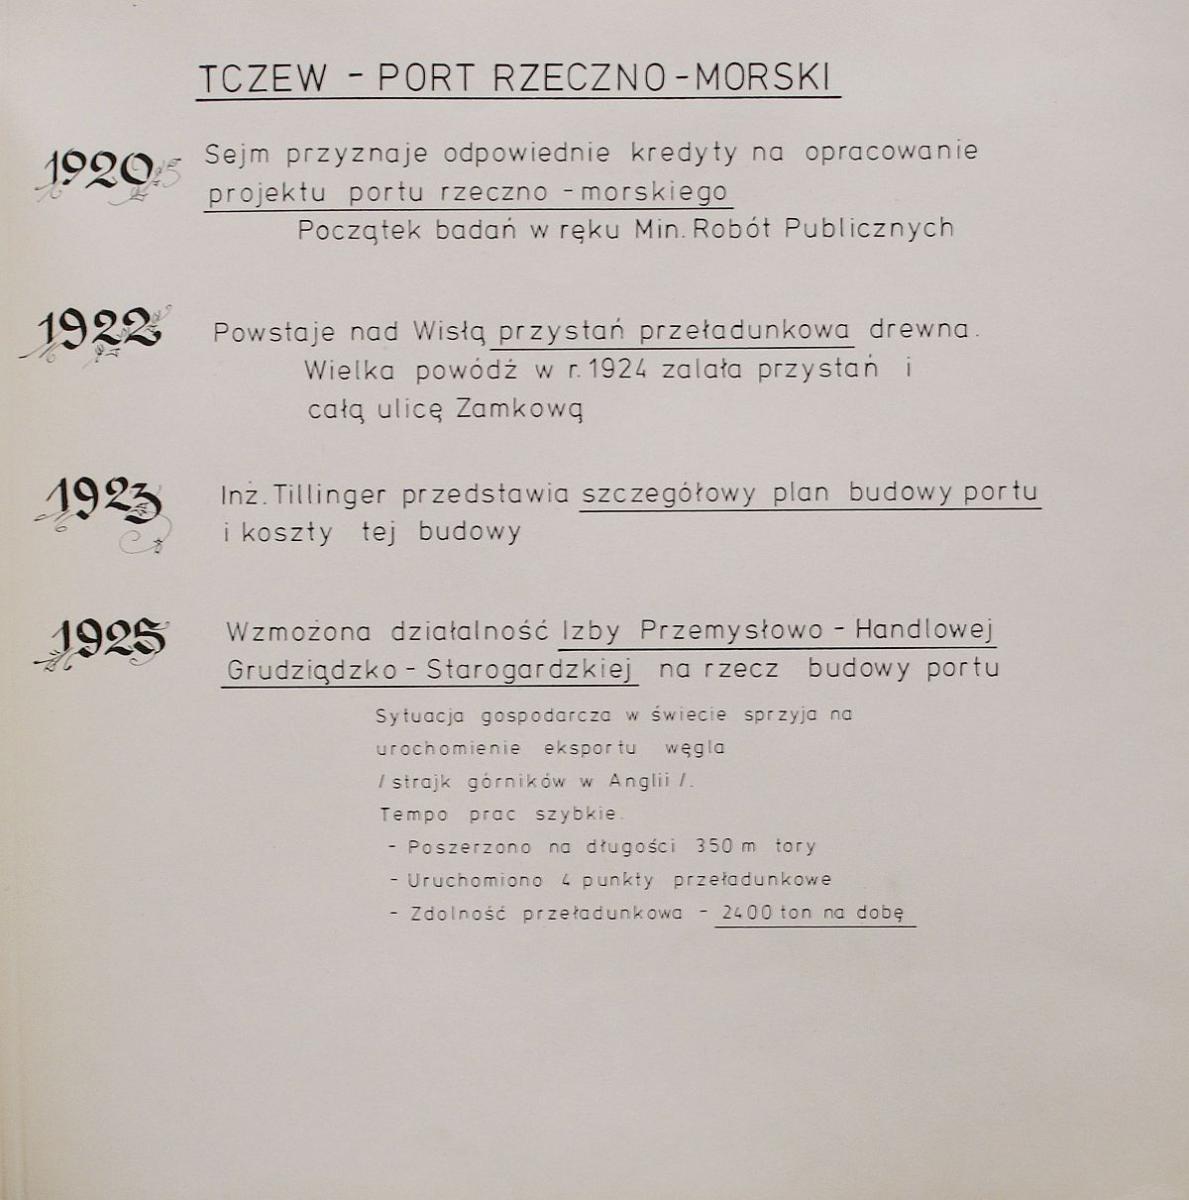 TCZEW - PORT RZECZNO-MORSKI
1920 Sejm przyznaje odpowiednie kredyty na opracowanie
projektu portu rzeczno - morskiego
Początek badań w ręku Min. Robót Publicznych
1922 Powstaje nad Wisłą przystań przeładunkowa drewna.
Wielka powódź w r. 1924 zalała przystań i
całą ulicę Zamkową
1923 Inż. Tillinger przedstawia szczegółowy plan budowy portu
i koszty tej budowy
1925 Wzmożona działalność Izby Przemysłowo - Handlowej
Grudziądzko - Starogardzkiej na rzecz budowy portu
Sytuacja gospodarcza w świecie sprzyja na
urochomienie eksportu węgla
/ strajk górników w Anglii /.
Tempo prac szybkie.
- Poszerzono na długości 350 m tory
- Uruchomiono 4 punkty przeładunkowe
- Zdolność przeładunkowa - 2400 ton na dobę